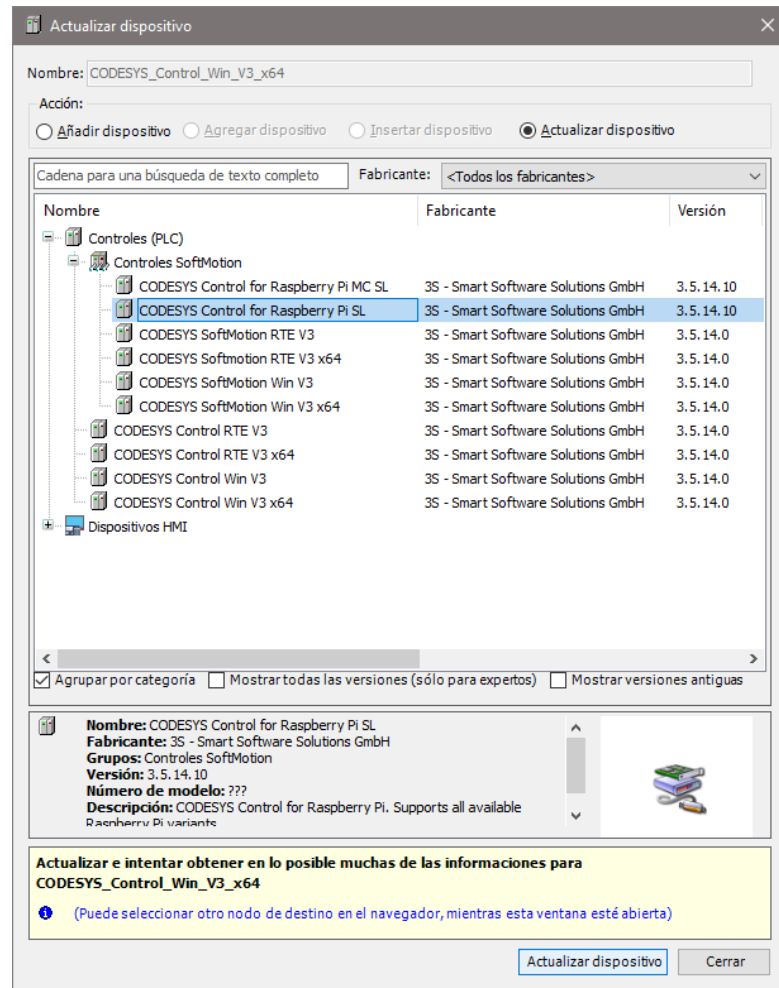 Actualizar dispositivo
Nombre: CODESYS_Control_Win_V3_x64
Acción:
Añadir dispositivo Agregar dispositivo Insertar dispositivo Actualizar dispositivo
Cadena para una búsqueda de texto completo Fabricante: <Todos los fabricantes>
Nombre Fabricante Versión
Controles (PLC)
Controles SoftMotion
CODESYS Control for Raspberry Pi MC SL 3S - Smart Software Solutions GmbH 3.5.14.10
CODESYS Control for Raspberry Pi SL 3S - Smart Software Solutions GmbH 3.5.14.10
CODESYS SoftMotion RTE V3 3S - Smart Software Solutions GmbH 3.5.14.0
CODESYS Softmotion RTE V3 x64 3S - Smart Software Solutions GmbH 3.5.14.0
CODESYS SoftMotion Win V3 3S - Smart Software Solutions GmbH 3.5.14.0
CODESYS SoftMotion Win V3 x64 3S - Smart Software Solutions GmbH 3.5.14.0
CODESYS Control RTE V3 3S - Smart Software Solutions GmbH 3.5.14.0
CODESYS Control RTE V3 x64 3S - Smart Software Solutions GmbH 3.5.14.0
CODESYS Control Win V3 3S - Smart Software Solutions GmbH 3.5.14.0
CODESYS Control Win V3 x64 3S - Smart Software Solutions GmbH 3.5.14.0
Dispositivos HMI
Agrupar por categoría Mostrar todas las versiones (sólo para expertos) Mostrar versiones antiguas
Nombre: CODESYS Control for Raspberry Pi SL
Fabricante: 3S - Smart Software Solutions GmbH
Grupos: Controles SoftMotion
Versión: 3.5.14.10
Número de modelo: ???
Descripción: CODESYS Control for Raspberry Pi. Supports all available
Raspberry Pi variants
Actualizar e intentar obtener en lo posible muchas de las informaciones para
CODESYS_Control_Win_V3_x64
(Puede seleccionar otro nodo de destino en el navegador, mientras esta ventana esté abierta)
Actualizar dispositivo Cerrar